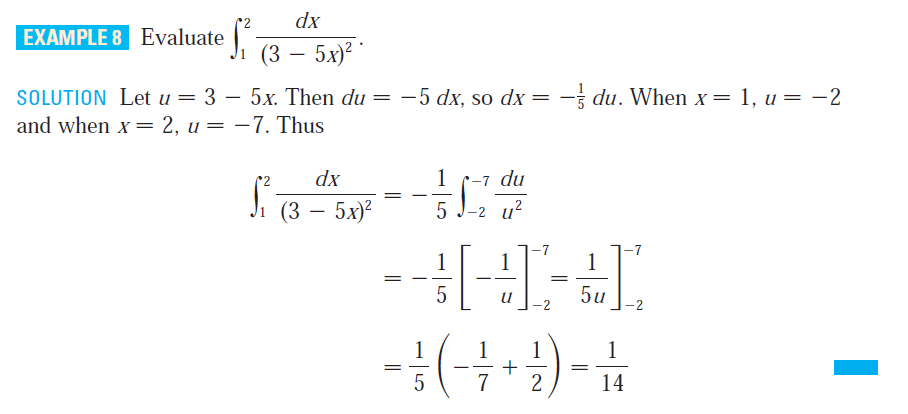 EXAMPLE 8 Evaluate ∫₁² dx / (3 − 5x)² .
SOLUTION Let u = 3 − 5x. Then du = −5 dx, so dx = −1/5 du. When x = 1, u = −2
and when x = 2, u = −7. Thus
∫₁² dx / (3 − 5x)² = −1/5 ∫₋₂⁻⁷ du / u²
= −1/5 [ −1/u ]₋₂⁻⁷ = 1/5u ]₋₂⁻⁷
= 1/5 ( −1/7 + 1/2 ) = 1/14